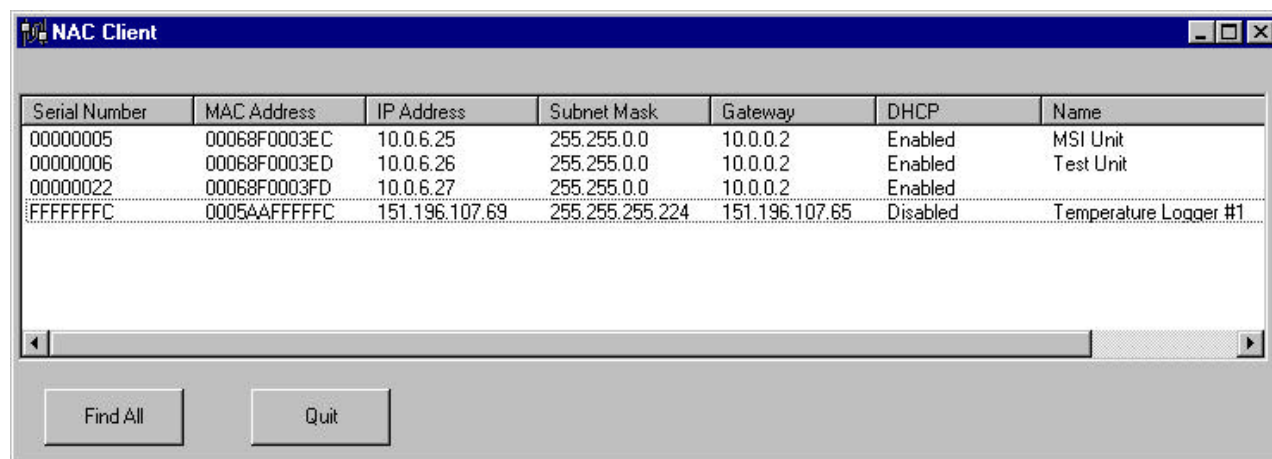 NAC Client
Serial Number MAC Address IP Address Subnet Mask Gateway DHCP Name
00000005 00068F0003EC 10.0.6.25 255.255.0.0 10.0.0.2 Enabled MSI Unit
00000006 00068F0003ED 10.0.6.26 255.255.0.0 10.0.0.2 Enabled Test Unit
00000022 00068F0003FD 10.0.6.27 255.255.0.0 10.0.0.2 Enabled
FFFFFFFC 0005AAFFFFFC 151.196.107.69 255.255.255.224 151.196.107.65 Disabled Temperature Logger #1
Find All Quit